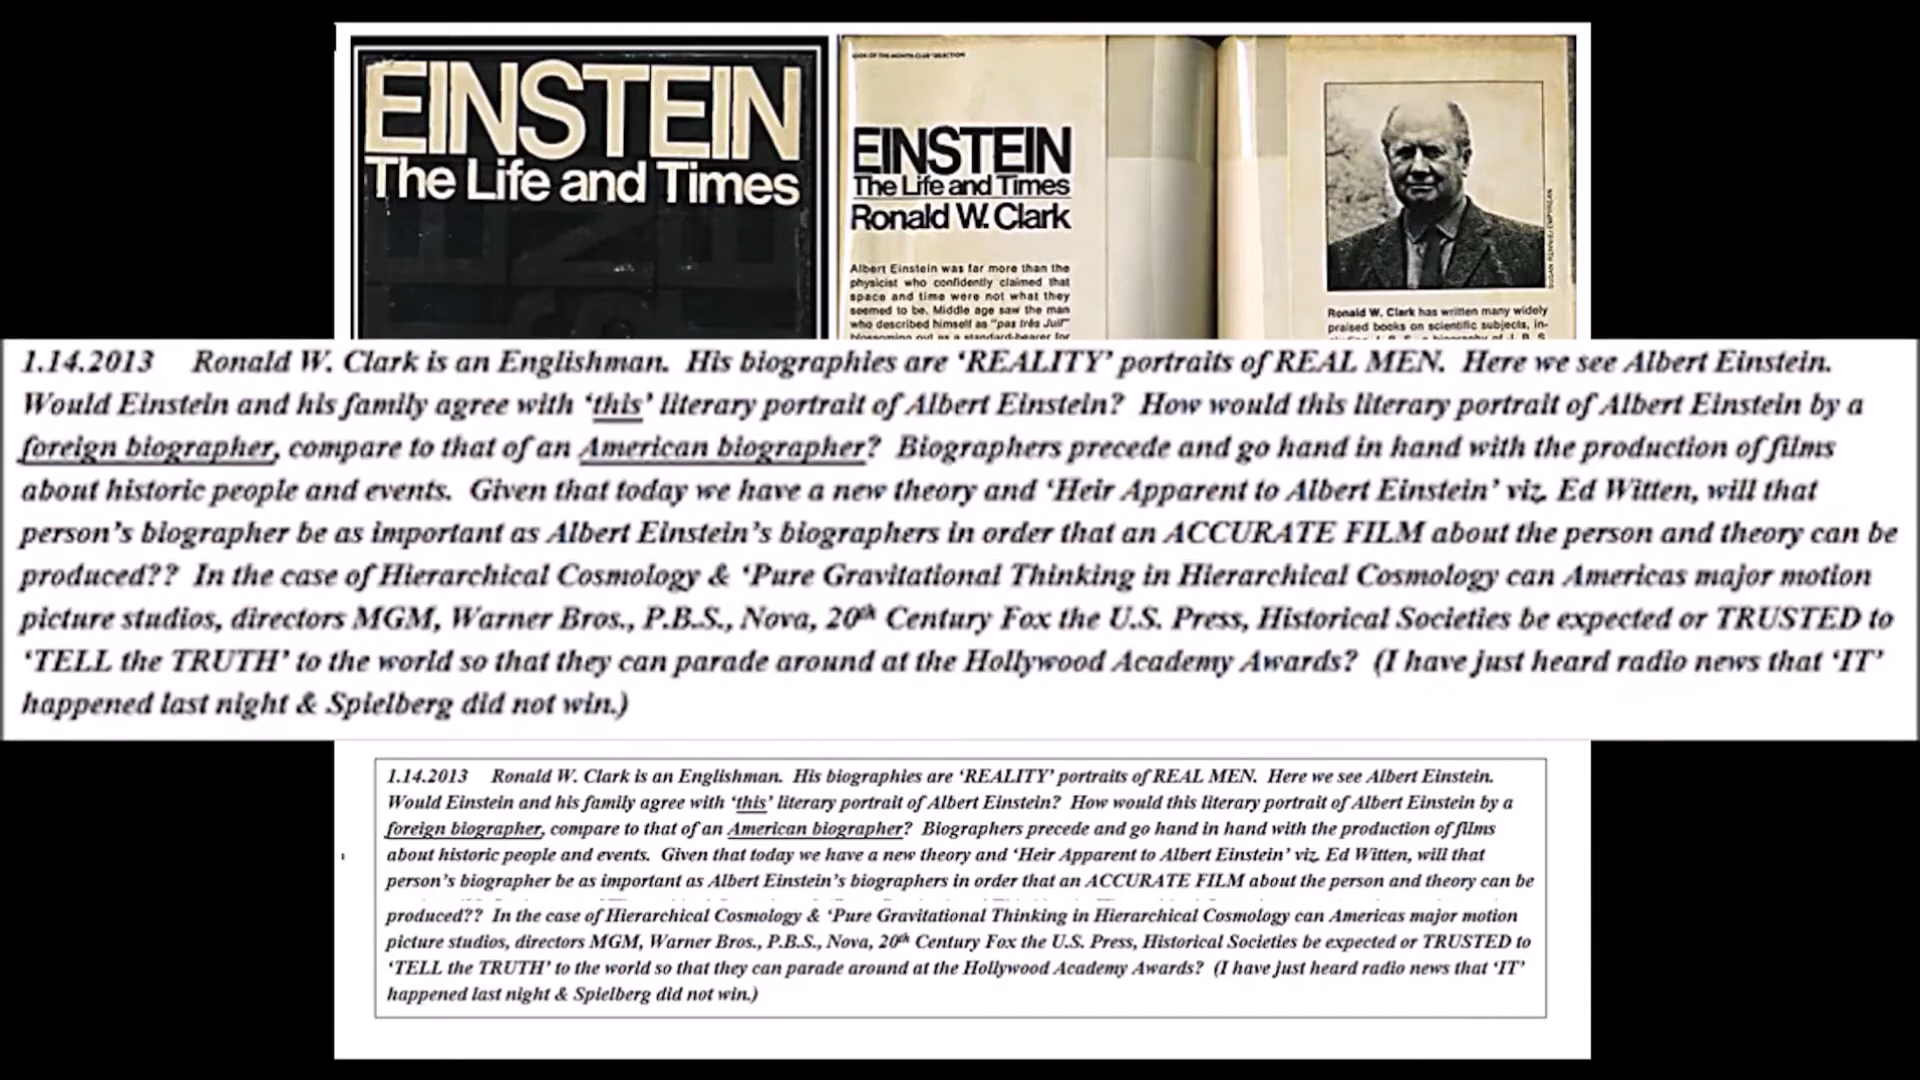 EINSTEIN
The Life and Times
BOOK-OF-THE-MONTH CLUB SELECTION
EINSTEIN
The Life and Times
Ronald W. Clark
Albert Einstein was far more than the
physicist who confidently claimed that
space and time were not what they
seemed to be. Middle age saw the man
who described himself as "pas très Juif"
blossoming out as a standard-bearer for
Ronald W. Clark has written many widely
praised books on scientific subjects, in-
1.14.2013 Ronald W. Clark is an Englishman. His biographies are ‘REALITY’ portraits of REAL MEN. Here we see Albert Einstein.
Would Einstein and his family agree with ‘this’ literary portrait of Albert Einstein? How would this literary portrait of Albert Einstein by a
foreign biographer, compare to that of an American biographer? Biographers precede and go hand in hand with the production of films
about historic people and events. Given that today we have a new theory and ‘Heir Apparent to Albert Einstein’ viz. Ed Witten, will that
person’s biographer be as important as Albert Einstein’s biographers in order that an ACCURATE FILM about the person and theory can be
produced?? In the case of Hierarchical Cosmology & ‘Pure Gravitational Thinking in Hierarchical Cosmology can Americas major motion
picture studios, directors MGM, Warner Bros., P.B.S., Nova, 20th Century Fox the U.S. Press, Historical Societies be expected or TRUSTED to
‘TELL the TRUTH’ to the world so that they can parade around at the Hollywood Academy Awards? (I have just heard radio news that ‘IT’
happened last night & Spielberg did not win.)
1.14.2013 Ronald W. Clark is an Englishman. His biographies are ‘REALITY’ portraits of REAL MEN. Here we see Albert Einstein.
Would Einstein and his family agree with ‘this’ literary portrait of Albert Einstein? How would this literary portrait of Albert Einstein by a
foreign biographer, compare to that of an American biographer? Biographers precede and go hand in hand with the production of films
about historic people and events. Given that today we have a new theory and ‘Heir Apparent to Albert Einstein’ viz. Ed Witten, will that
person’s biographer be as important as Albert Einstein’s biographers in order that an ACCURATE FILM about the person and theory can be
produced?? In the case of Hierarchical Cosmology & ‘Pure Gravitational Thinking in Hierarchical Cosmology can Americas major motion
picture studios, directors MGM, Warner Bros., P.B.S., Nova, 20th Century Fox the U.S. Press, Historical Societies be expected or TRUSTED to
‘TELL the TRUTH’ to the world so that they can parade around at the Hollywood Academy Awards? (I have just heard radio news that ‘IT’
happened last night & Spielberg did not win.)